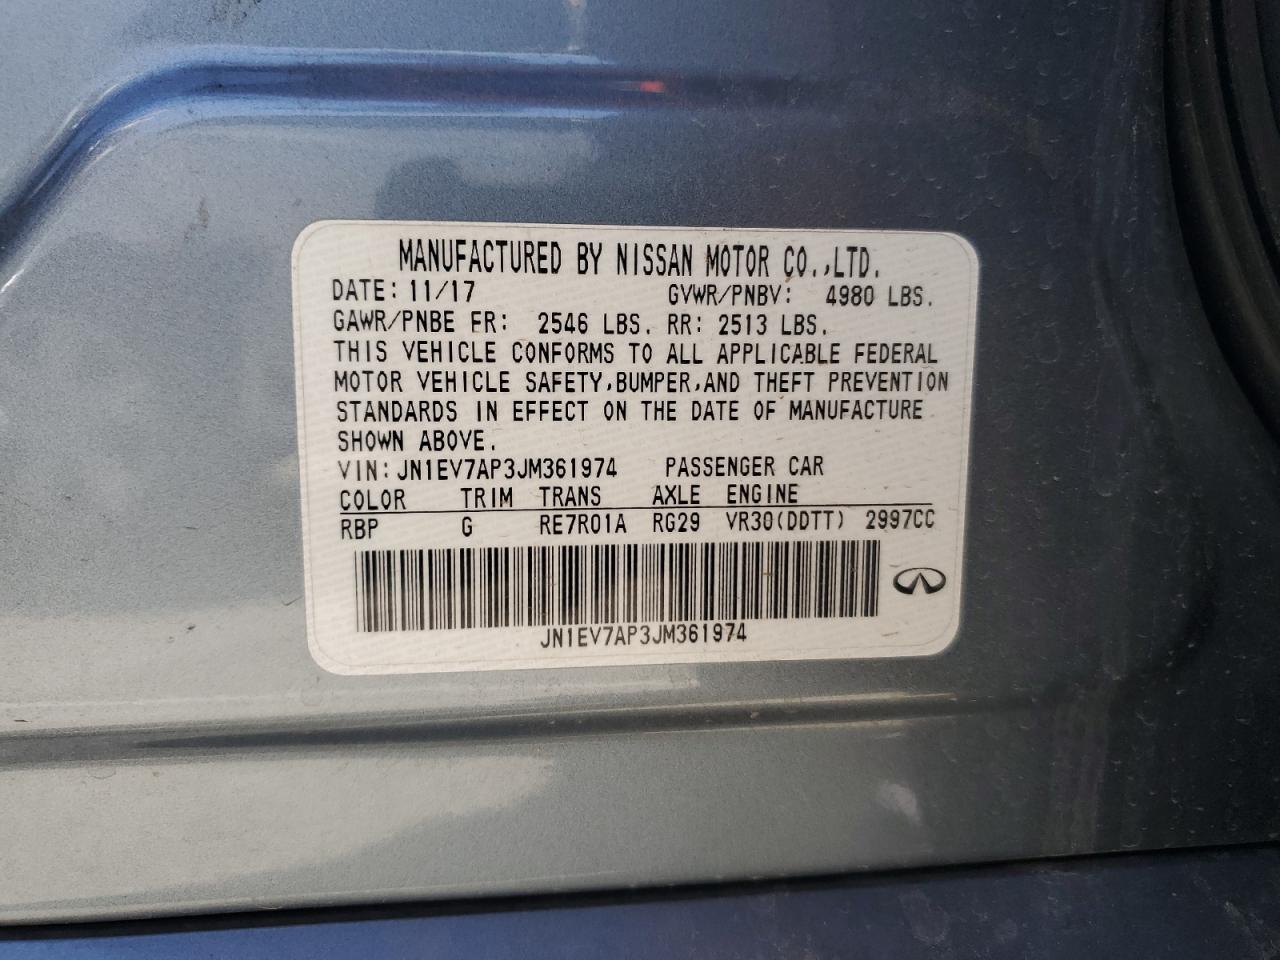 MANUFACTURED BY NISSAN MOTOR CO.,LTD.
DATE: 11/17 GVWR/PNBV: 4980 LBS.
GAWR/PNBE FR: 2546 LBS. RR: 2513 LBS.
THIS VEHICLE CONFORMS TO ALL APPLICABLE FEDERAL
MOTOR VEHICLE SAFETY,BUMPER,AND THEFT PREVENTION
STANDARDS IN EFFECT ON THE DATE OF MANUFACTURE
SHOWN ABOVE.
VIN: JN1EV7AP3JM361974 PASSENGER CAR
COLOR TRIM TRANS AXLE ENGINE
RBP G RE7R01A RG29 VR30(DDTT) 2997CC
JN1EV7AP3JM361974